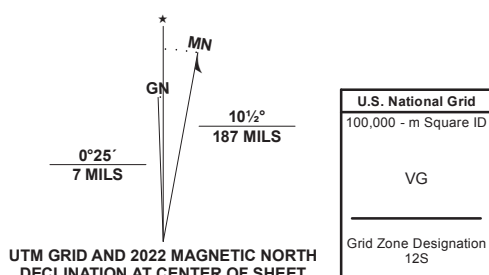 ★
MN
GN
10½°
187 MILS
0°25´
7 MILS
UTM GRID AND 2022 MAGNETIC NORTH
DECLINATION AT CENTER OF SHEET
U.S. National Grid
100,000 - m Square ID
VG
Grid Zone Designation
12S